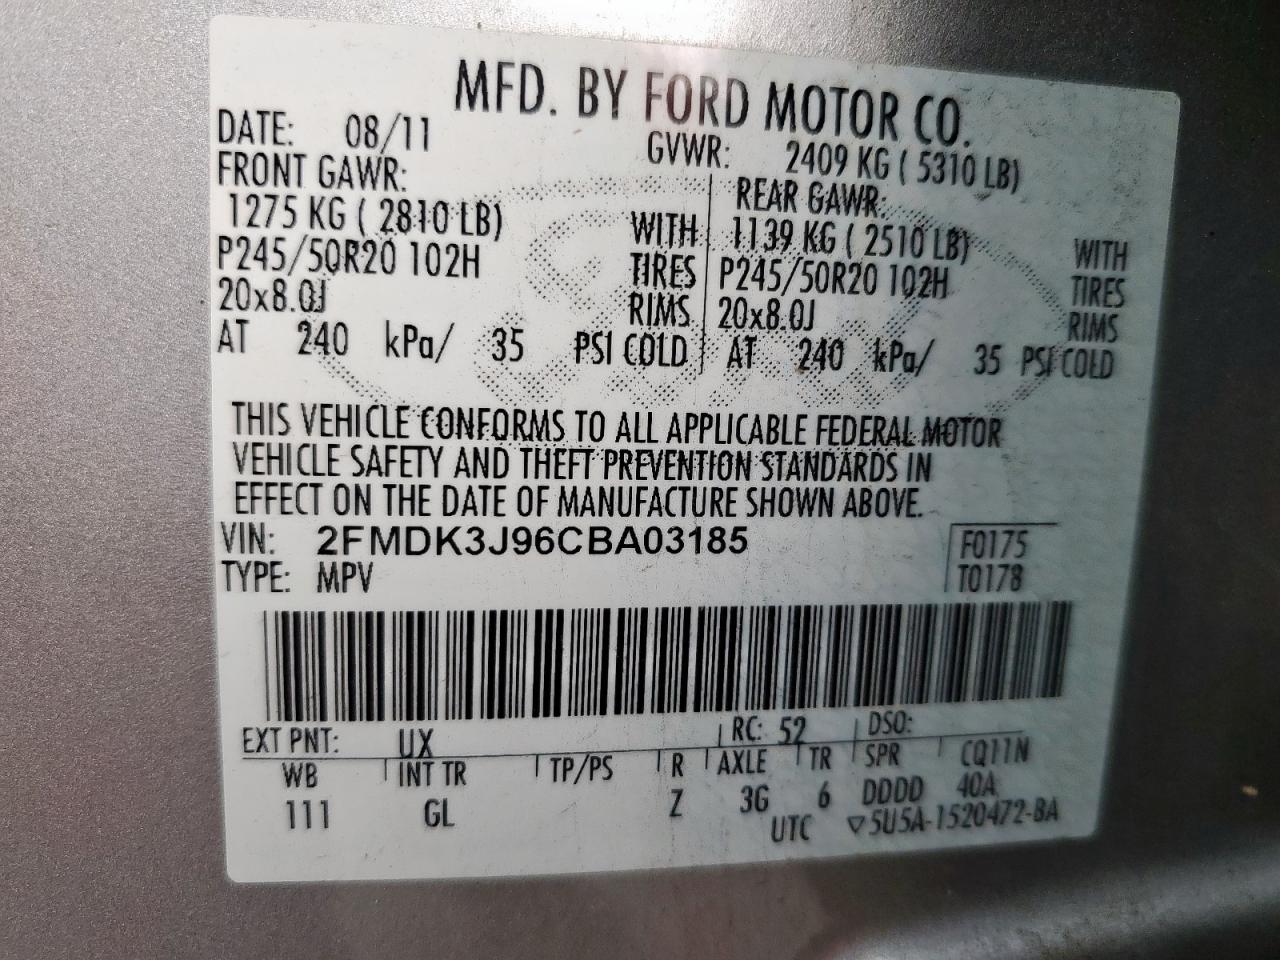 MFD. BY FORD MOTOR CO.
DATE: 08/11 GVWR: 2409 KG ( 5310 LB)
FRONT GAWR: REAR GAWR:
1275 KG ( 2810 LB) WITH 1139 KG ( 2510 LB) WITH
P245/50R20 102H TIRES P245/50R20 102H TIRES
20x8.0J RIMS 20x8.0J RIMS
AT 240 kPa/ 35 PSI COLD AT 240 kPa/ 35 PSI COLD
THIS VEHICLE CONFORMS TO ALL APPLICABLE FEDERAL MOTOR
VEHICLE SAFETY AND THEFT PREVENTION STANDARDS IN
EFFECT ON THE DATE OF MANUFACTURE SHOWN ABOVE.
VIN: 2FMDK3J96CBA03185 F0175
TYPE: MPV T0178
EXT PNT: UX RC: 52 DSO:
WB INT TR TP/PS R AXLE TR SPR CQ11N
111 GL Z 3G 6 DDDD 40A
UTC ▽5U5A-1520472-BA